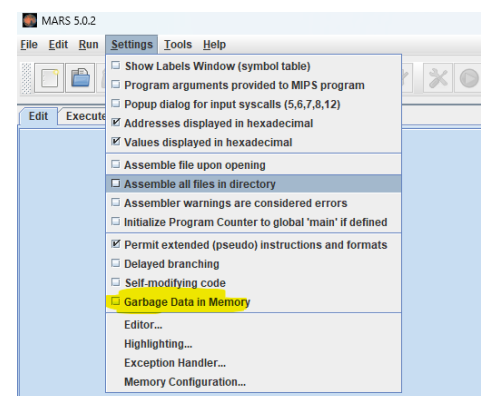 MARS 5.0.2
File Edit Run Settings Tools Help
Show Labels Window (symbol table)
Program arguments provided to MIPS program
Popup dialog for input syscalls (5,6,7,8,12)
Addresses displayed in hexadecimal
Edit Execute
Values displayed in hexadecimal
Assemble file upon opening
Assemble all files in directory
Assembler warnings are considered errors
Initialize Program Counter to global 'main' if defined
Permit extended (pseudo) instructions and formats
Delayed branching
Self-modifying code
Garbage Data in Memory
Editor...
Highlighting...
Exception Handler...
Memory Configuration...